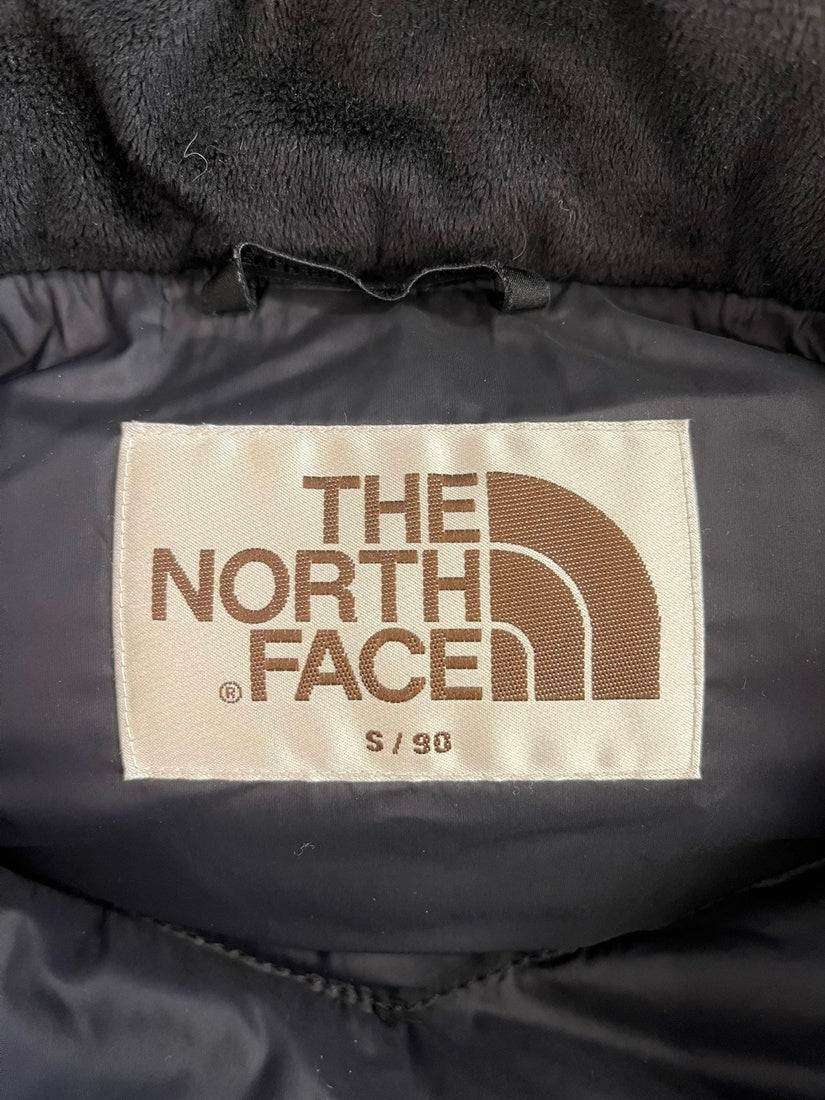 THE
NORTH
® FACE
S / 90